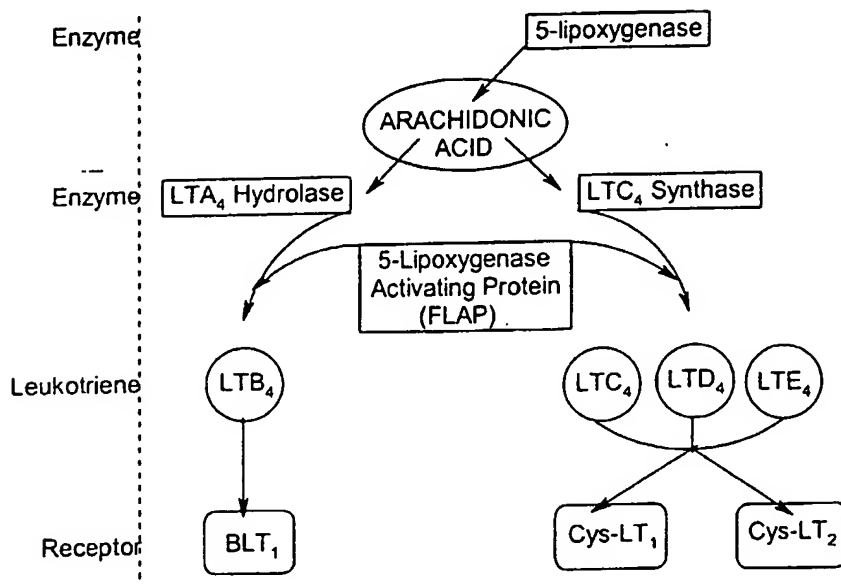 Enzyme
5-lipoxygenase
ARACHIDONIC
ACID
Enzyme
LTA₄ Hydrolase
LTC₄ Synthase
5-Lipoxygenase
Activating Protein
(FLAP)
Leukotriene
LTB₄
LTC₄
LTD₄
LTE₄
Receptor
BLT₁
Cys-LT₁
Cys-LT₂